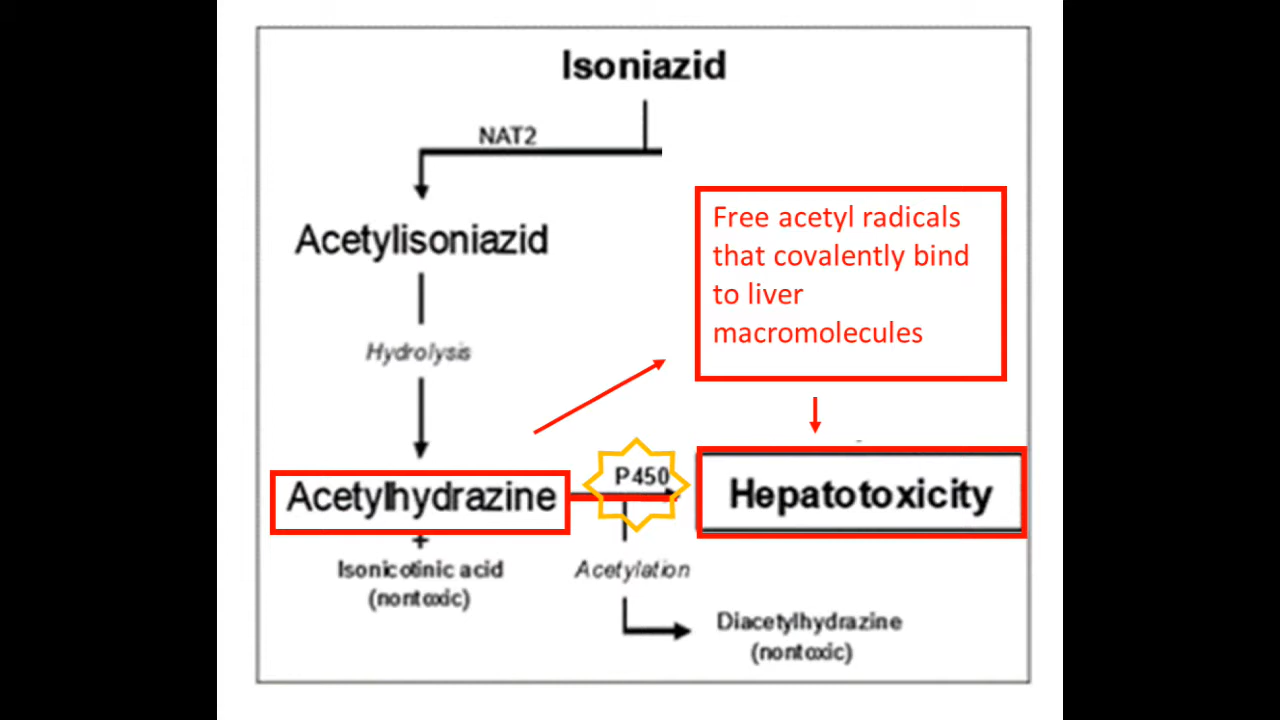 Isoniazid
NAT2
Acetylisoniazid
Free acetyl radicals
that covalently bind
to liver
macromolecules
Hydrolysis
Acetylhydrazine
P450
Hepatotoxicity
+
Isonicotinic acid
(nontoxic)
Acetylation
Diacetylhydrazine
(nontoxic)